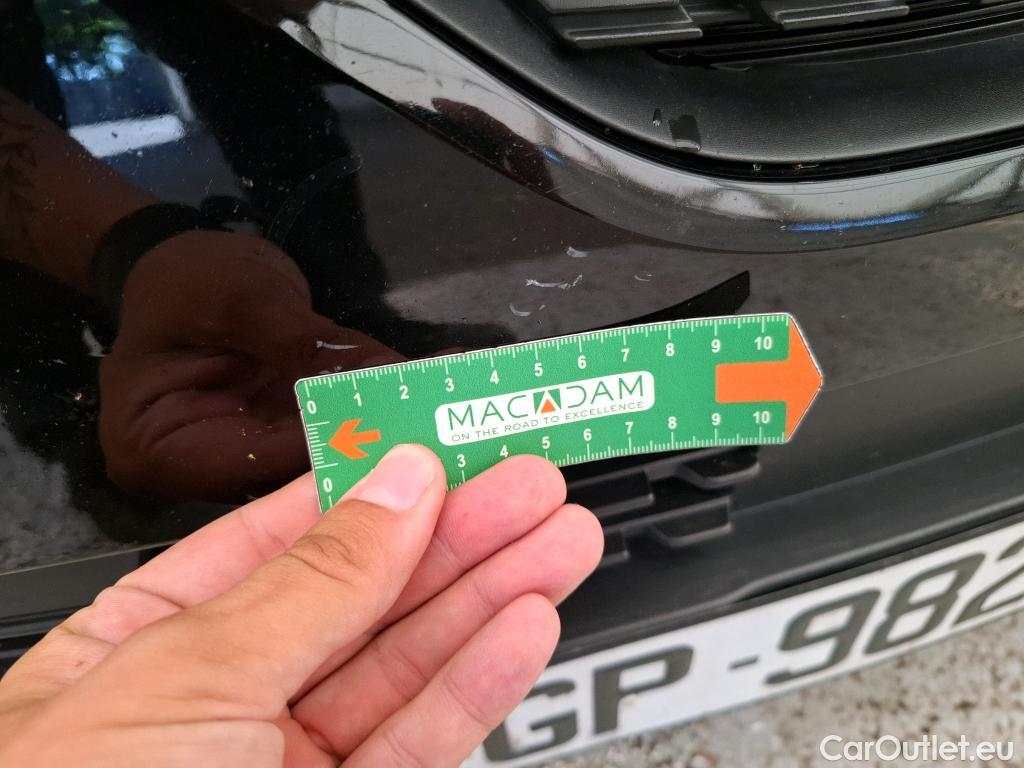 0 1 2 3 4 5 6 7 8 9 10
MACADAM
ON THE ROAD TO EXCELLENCE
0 3 4 5 6 7 8 9 10
GP-982
CarOutlet.eu